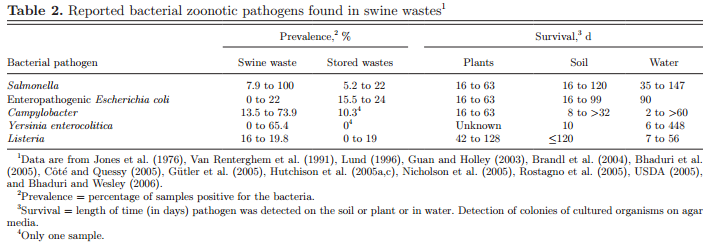 Table 2. Reported bacterial zoonotic pathogens found in swine wastes1
Prevalence,2 % Survival,3 d
Bacterial pathogen Swine waste Stored wastes Plants Soil Water
Salmonella 7.9 to 100 5.2 to 22 16 to 63 16 to 120 35 to 147
Enteropathogenic Escherichia coli 0 to 22 15.5 to 24 16 to 63 16 to 99 90
Campylobacter 13.5 to 73.9 10.34 16 to 63 8 to >32 2 to >60
Yersinia enterocolitica 0 to 65.4 04 Unknown 10 6 to 448
Listeria 16 to 19.8 0 to 19 42 to 128 ≤120 7 to 56
1Data are from Jones et al. (1976), Van Renterghem et al. (1991), Lund (1996), Guan and Holley (2003), Brandl et al. (2004), Bhaduri et al.
(2005), Côté and Quessy (2005), Gütler et al. (2005), Hutchison et al. (2005a,c), Nicholson et al. (2005), Rostagno et al. (2005), USDA (2005),
and Bhaduri and Wesley (2006).
2Prevalence = percentage of samples positive for the bacteria.
3Survival = length of time (in days) pathogen was detected on the soil or plant or in water. Detection of colonies of cultured organisms on agar
media.
4Only one sample.